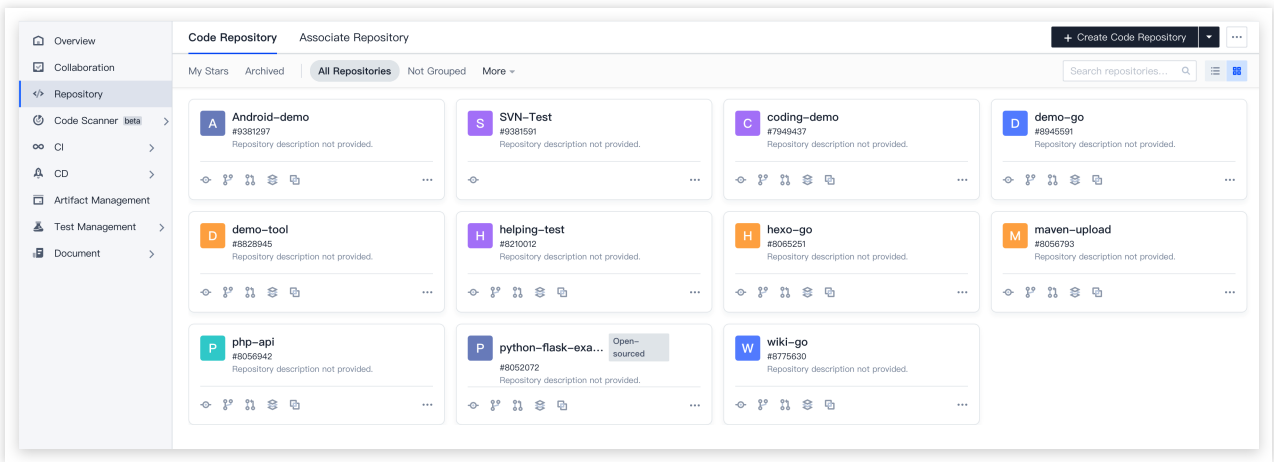 Overview
Collaboration
Repository
Code Scanner beta
CI
CD
Artifact Management
Test Management
Document
Code Repository Associate Repository
+ Create Code Repository
My Stars Archived All Repositories Not Grouped More
Search repositories...
A
Android-demo
#9381297
Repository description not provided.
S
SVN-Test
#9381591
Repository description not provided.
C
coding-demo
#7949437
Repository description not provided.
D
demo-go
#8945591
Repository description not provided.
D
demo-tool
#8828945
Repository description not provided.
H
helping-test
#8210012
Repository description not provided.
H
hexo-go
#8065251
Repository description not provided.
M
maven-upload
#8056793
Repository description not provided.
P
php-api
#8056942
Repository description not provided.
P
python-flask-exa...
Open-
sourced
#8052072
Repository description not provided.
W
wiki-go
#8775630
Repository description not provided.